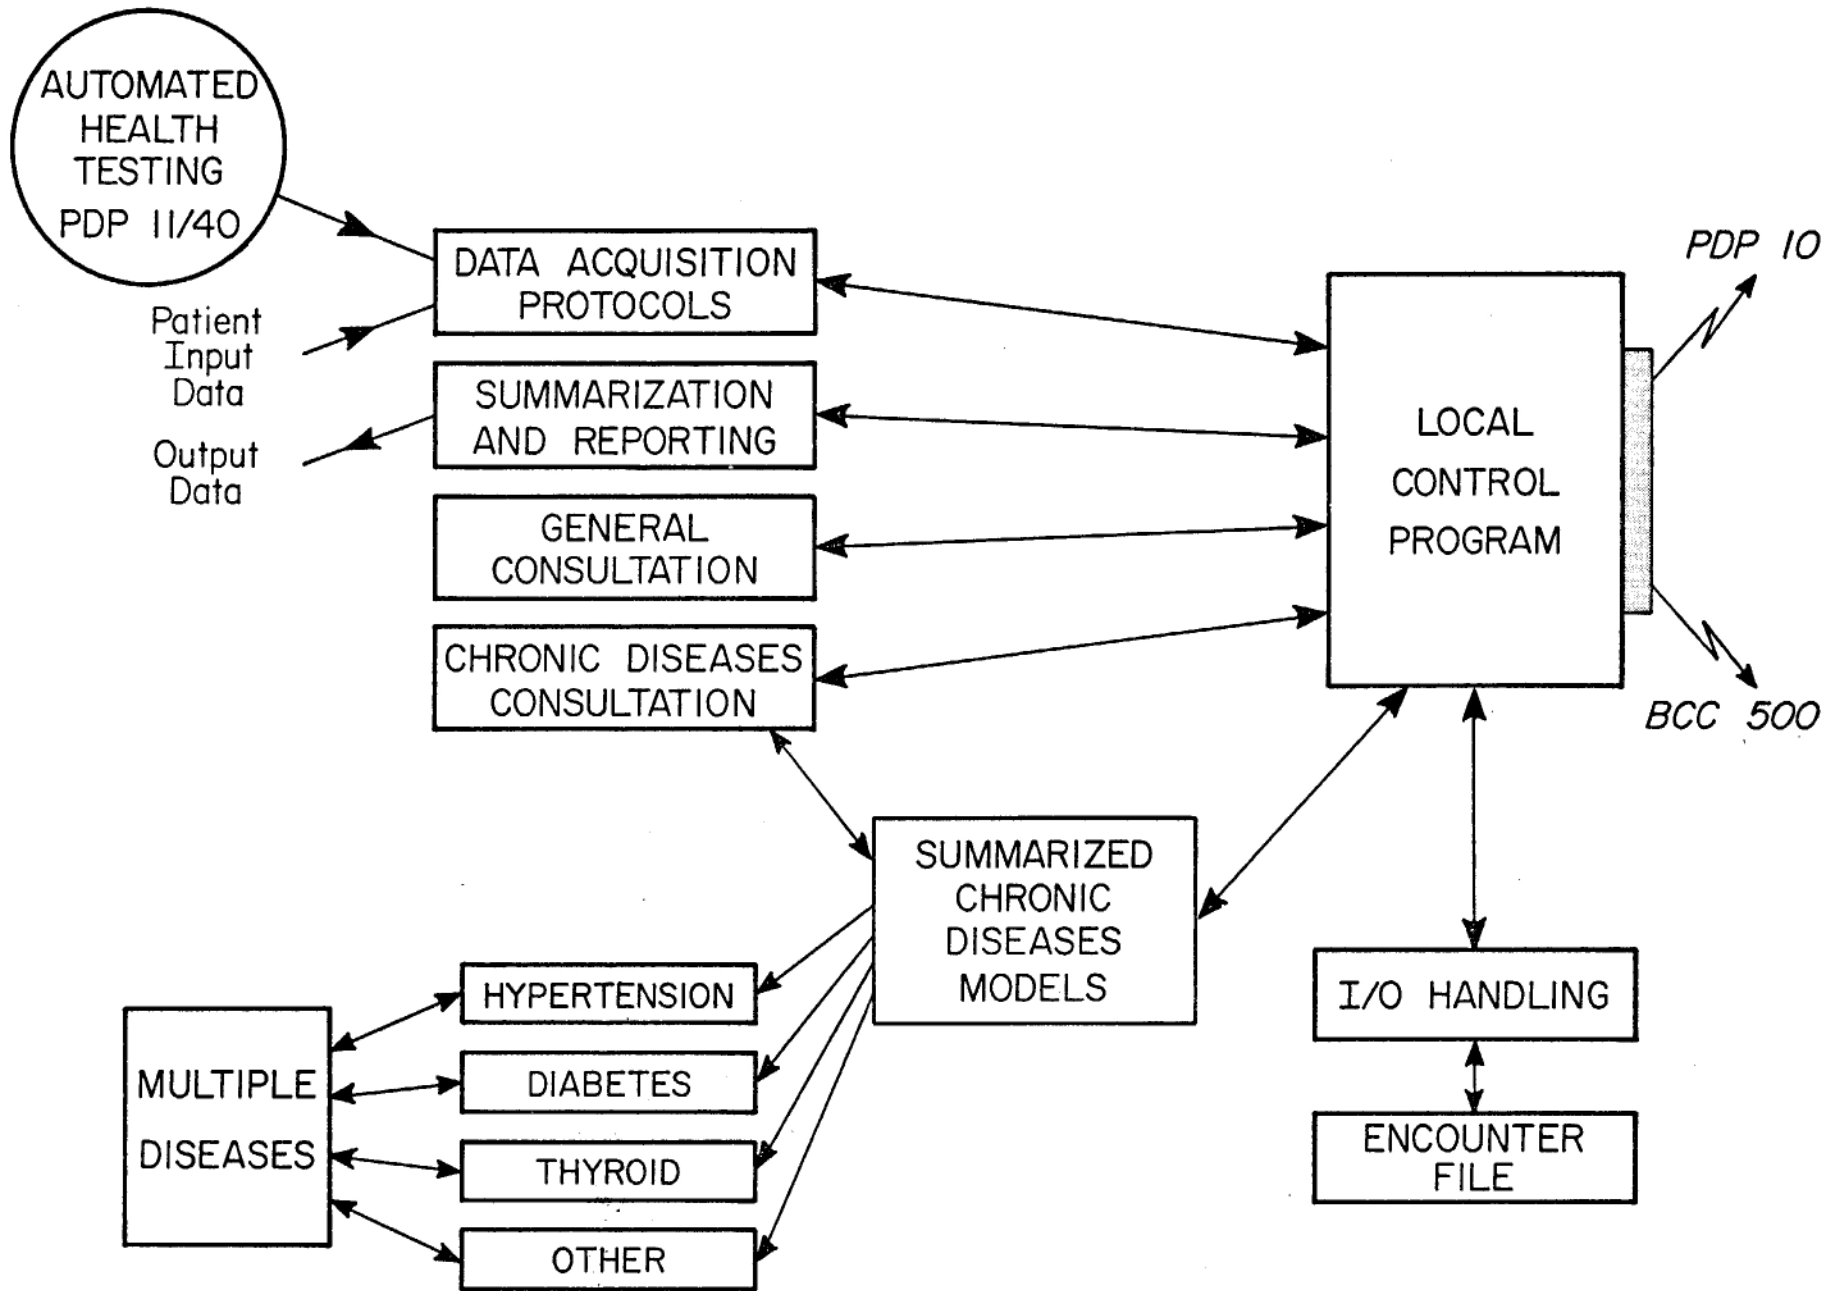 AUTOMATED
HEALTH
TESTING
PDP 11/40
Patient
Input
Data
Output
Data
DATA ACQUISITION
PROTOCOLS
SUMMARIZATION
AND REPORTING
GENERAL
CONSULTATION
CHRONIC DISEASES
CONSULTATION
LOCAL
CONTROL
PROGRAM
PDP 10
BCC 500
SUMMARIZED
CHRONIC
DISEASES
MODELS
HYPERTENSION
DIABETES
THYROID
OTHER
MULTIPLE
DISEASES
I/O HANDLING
ENCOUNTER
FILE